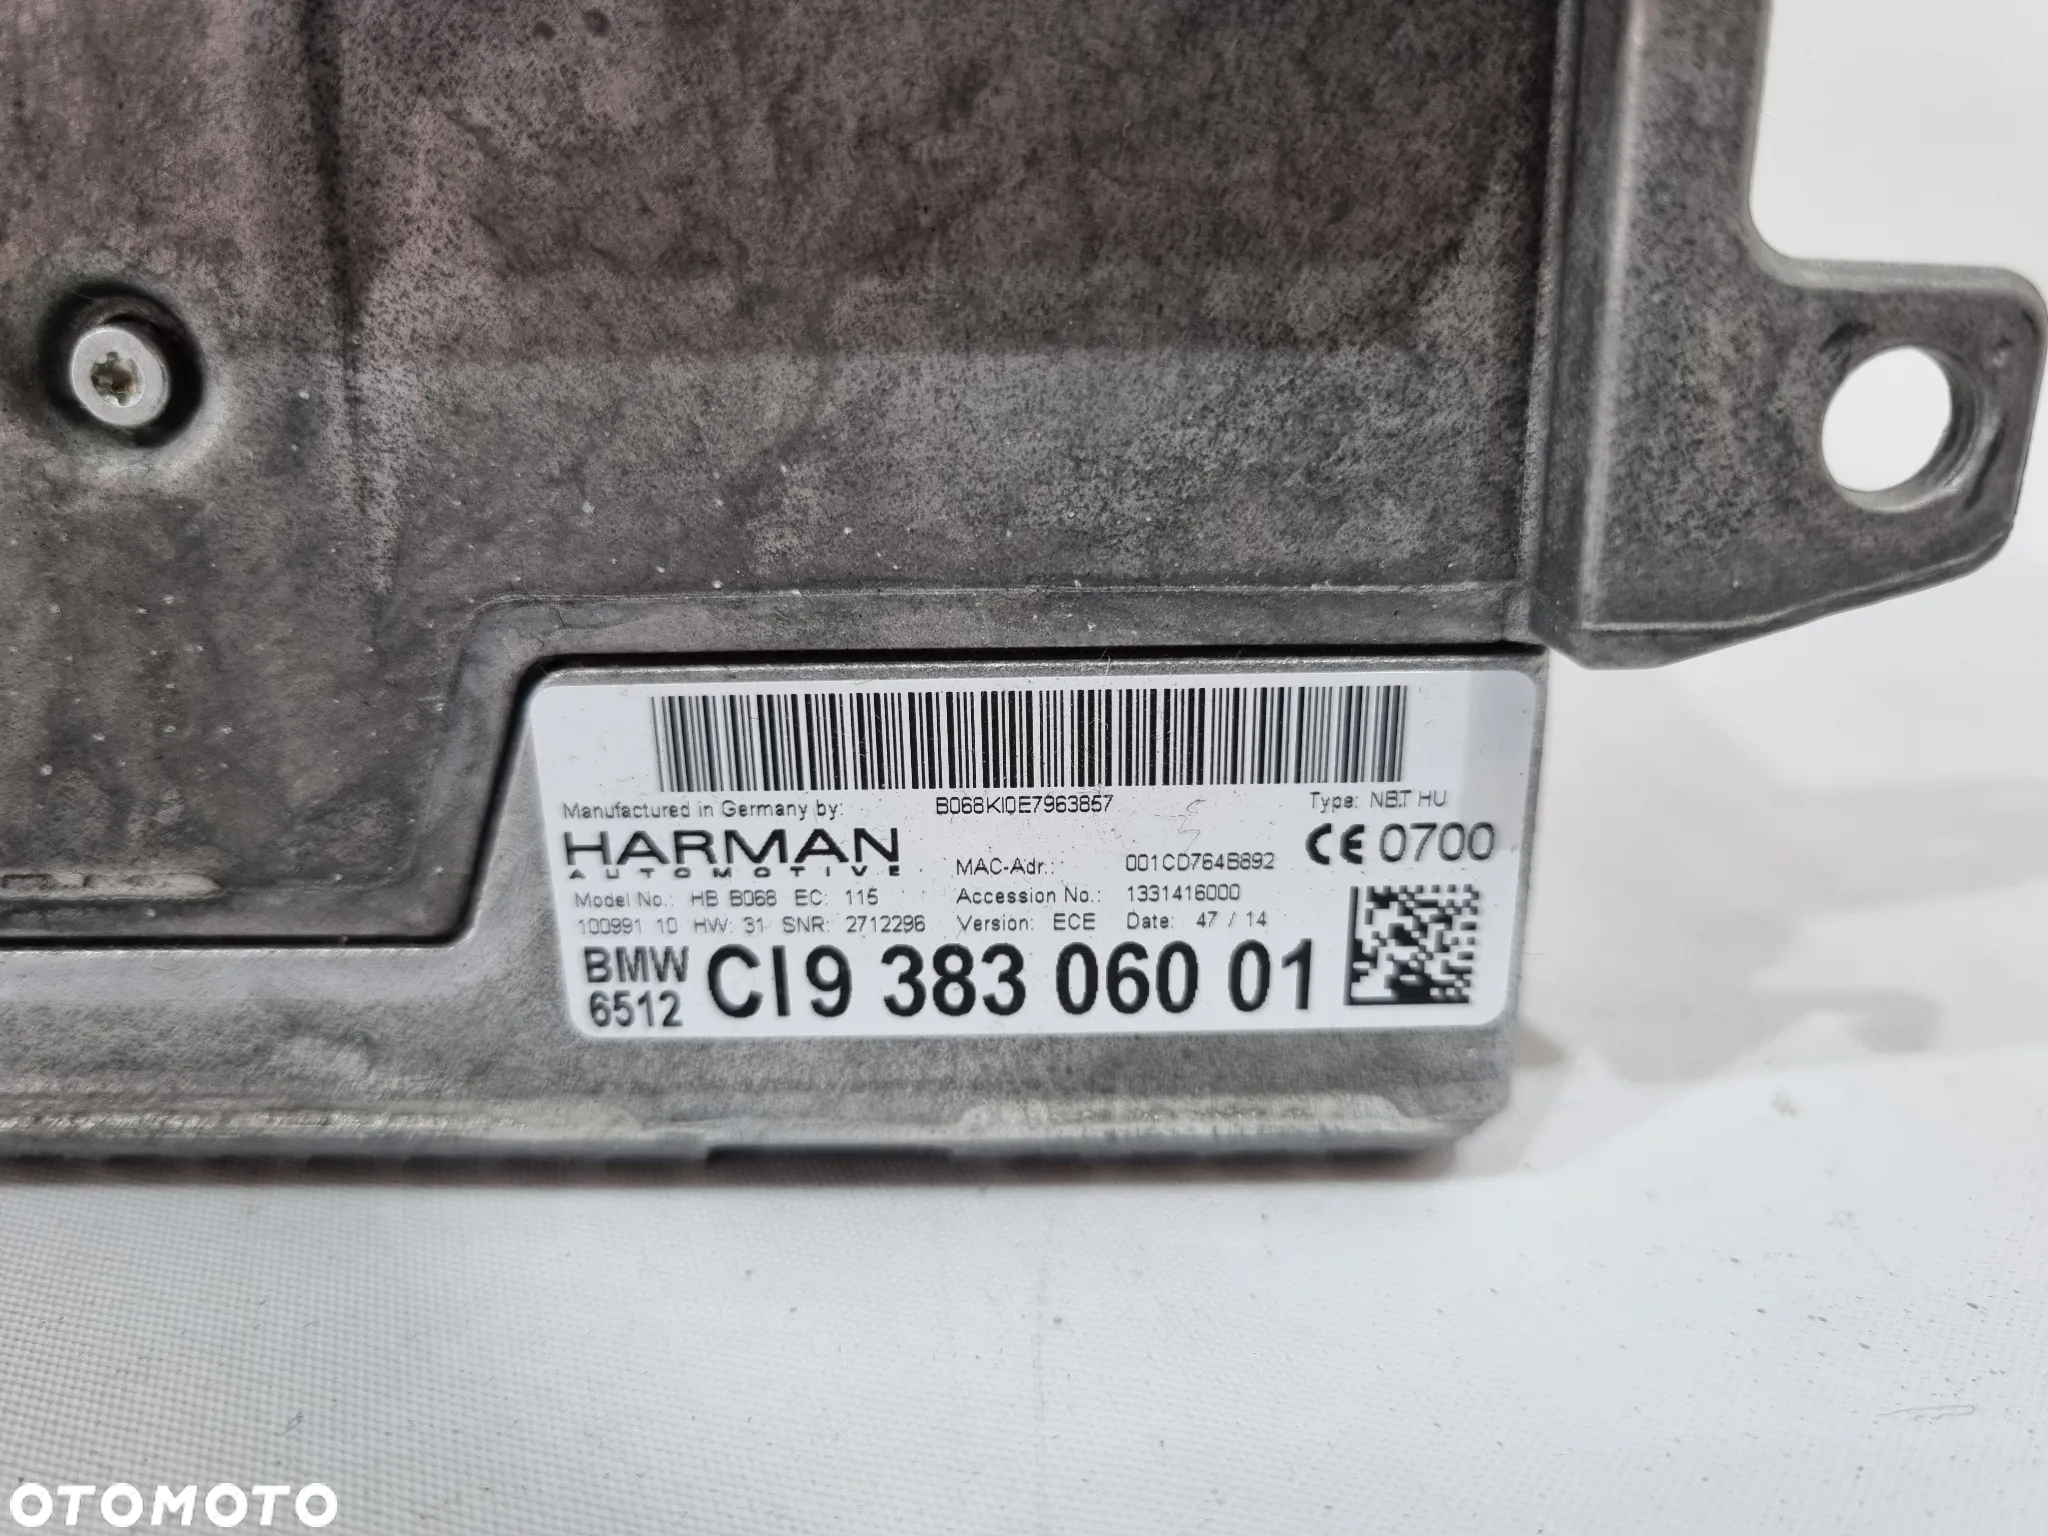 Manufactured in Germany by: B068KI0E7963857 Type: NBT HU
HARMAN
AUTOMOTIVE
CE 0700
MAC-Adr.: 001CD764B892
Model No.: HB B068 EC: 115 Accession No.: 1331416000
100991 10 HW: 31 SNR: 2712296 Version: ECE Date: 47 / 14
BMW
6512
CI 9 383 060 01
OTOMOTO